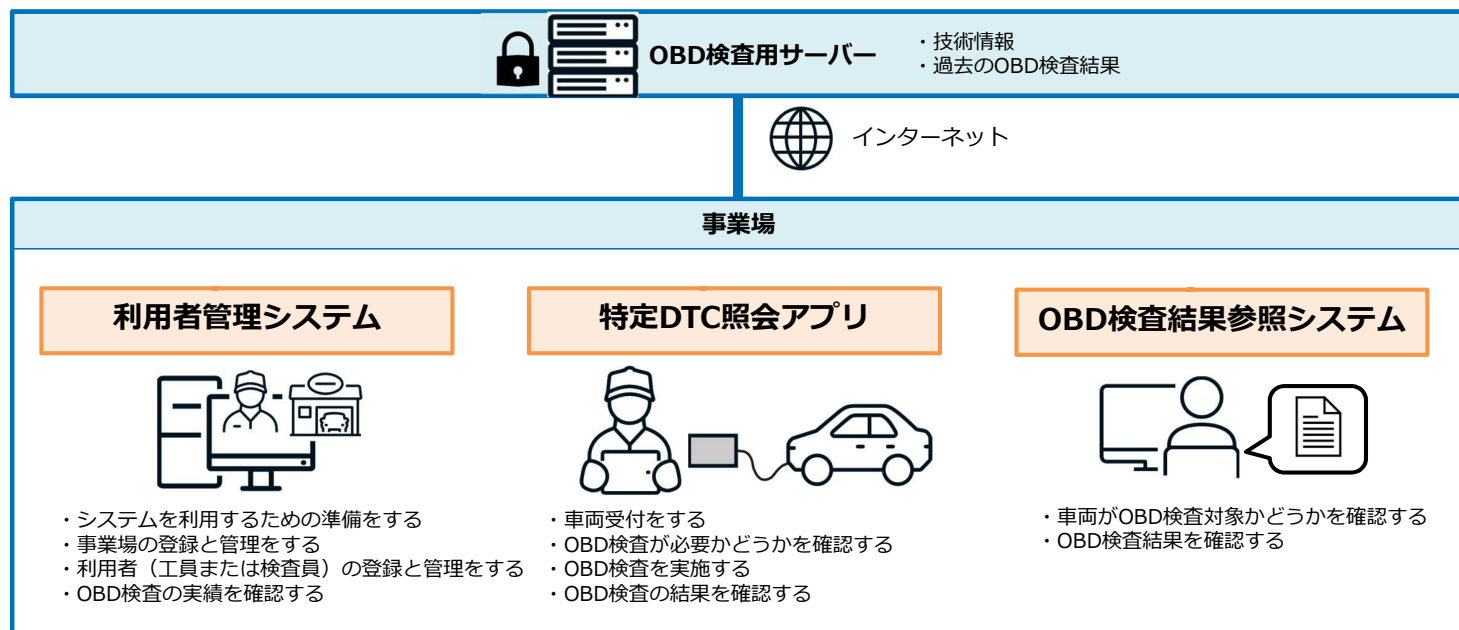 OBD検査用サーバー
・技術情報
・過去のOBD検査結果
インターネット
事業場
利用者管理システム
・システムを利用するための準備をする
・事業場の登録と管理をする
・利用者（工員または検査員）の登録と管理をする
・OBD検査の実績を確認する
特定DTC照会アプリ
・車両受付をする
・OBD検査が必要かどうかを確認する
・OBD検査を実施する
・OBD検査の結果を確認する
OBD検査結果参照システム
・車両がOBD検査対象かどうかを確認する
・OBD検査結果を確認する